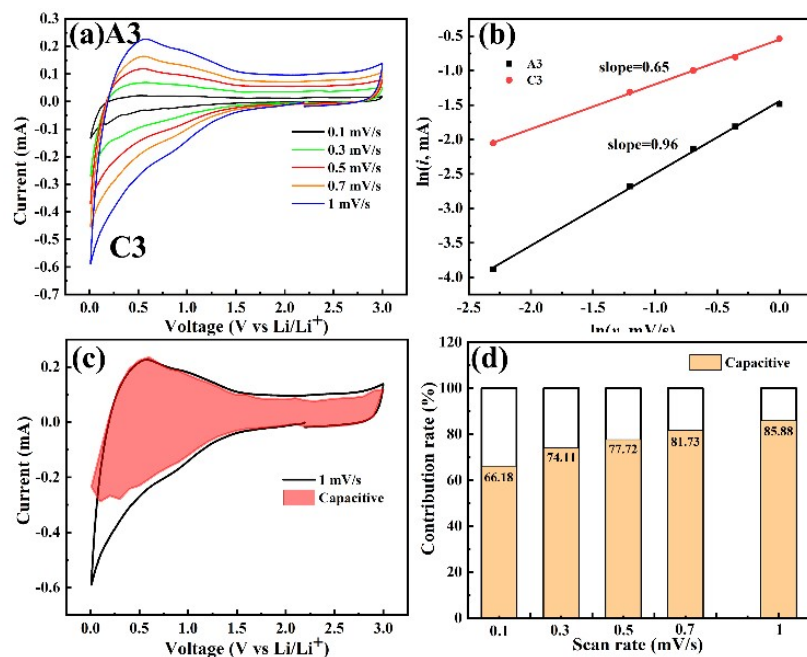 (a) A3
0.3
0.2
0.1
0.0
-0.1
-0.2
-0.3
-0.4
-0.5
-0.6
-0.7
Current (mA)
0.1 mV/s
0.3 mV/s
0.5 mV/s
0.7 mV/s
1 mV/s
C3
0.0 0.5 1.0 1.5 2.0 2.5 3.0
Voltage (V vs Li/Li⁺)
(b)
0.0
-0.5
-1.0
-1.5
-2.0
-2.5
-3.0
-3.5
-4.0
ln(i, mA)
A3
C3
slope=0.65
slope=0.96
-2.5 -2.0 -1.5 -1.0 -0.5 0.0
ln(v, mV/s)
(c)
0.2
0.0
-0.2
-0.4
-0.6
Current (mA)
1 mV/s
Capacitive
0.0 0.5 1.0 1.5 2.0 2.5 3.0
Voltage (V vs Li/Li⁺)
(d)
Capacitive
120
100
80
60
40
20
0
Contribution rate (%)
66.18
74.11
77.72
81.73
85.88
0.1 0.3 0.5 0.7 1
Scan rate (mV/s)